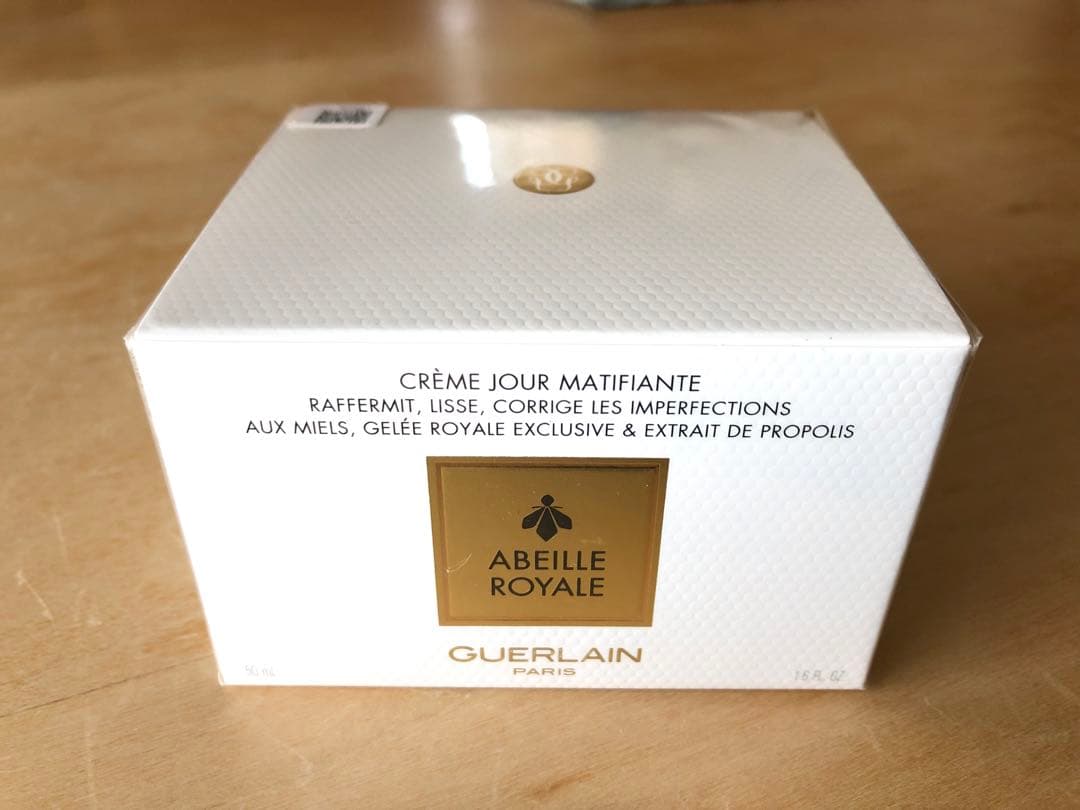 CRÈME JOUR MATIFIANTE
RAFFERMIT, LISSE, CORRIGE LES IMPERFECTIONS
AUX MIELS, GELÉE ROYALE EXCLUSIVE & EXTRAIT DE PROPOLIS
ABEILLE
ROYALE
GUERLAIN
PARIS
50 mL
1.6 FL. OZ